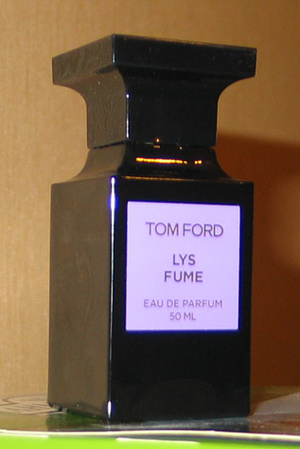 TOM FORD
LYS
FUME
EAU DE PARFUM
50 ML